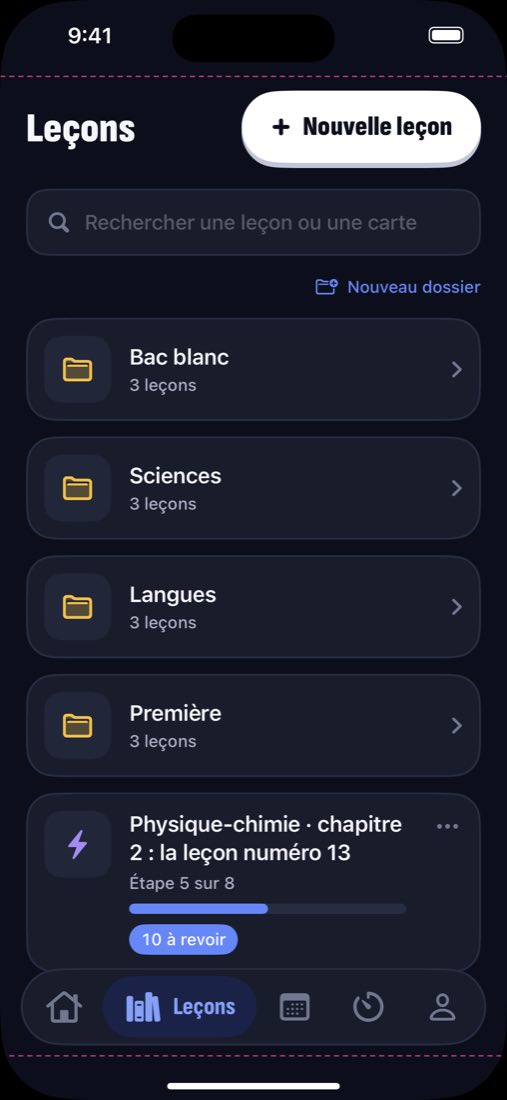 9:41
Leçons
+ Nouvelle leçon
Rechercher une leçon ou une carte
Nouveau dossier
Bac blanc
3 leçons
Sciences
3 leçons
Langues
3 leçons
Première
3 leçons
Physique-chimie · chapitre
2 : la leçon numéro 13
Étape 5 sur 8
10 à revoir
Leçons